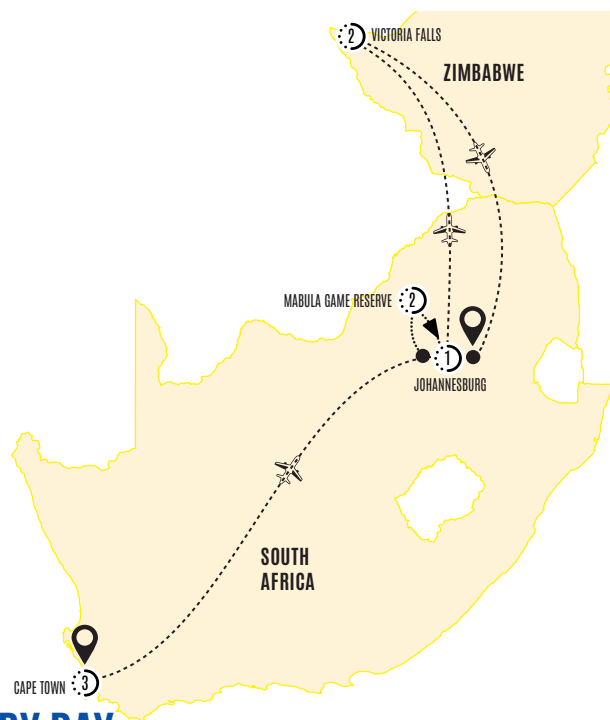 2 VICTORIA FALLS
ZIMBABWE
MABULA GAME RESERVE 2
1
JOHANNESBURG
SOUTH
AFRICA
CAPE TOWN 3